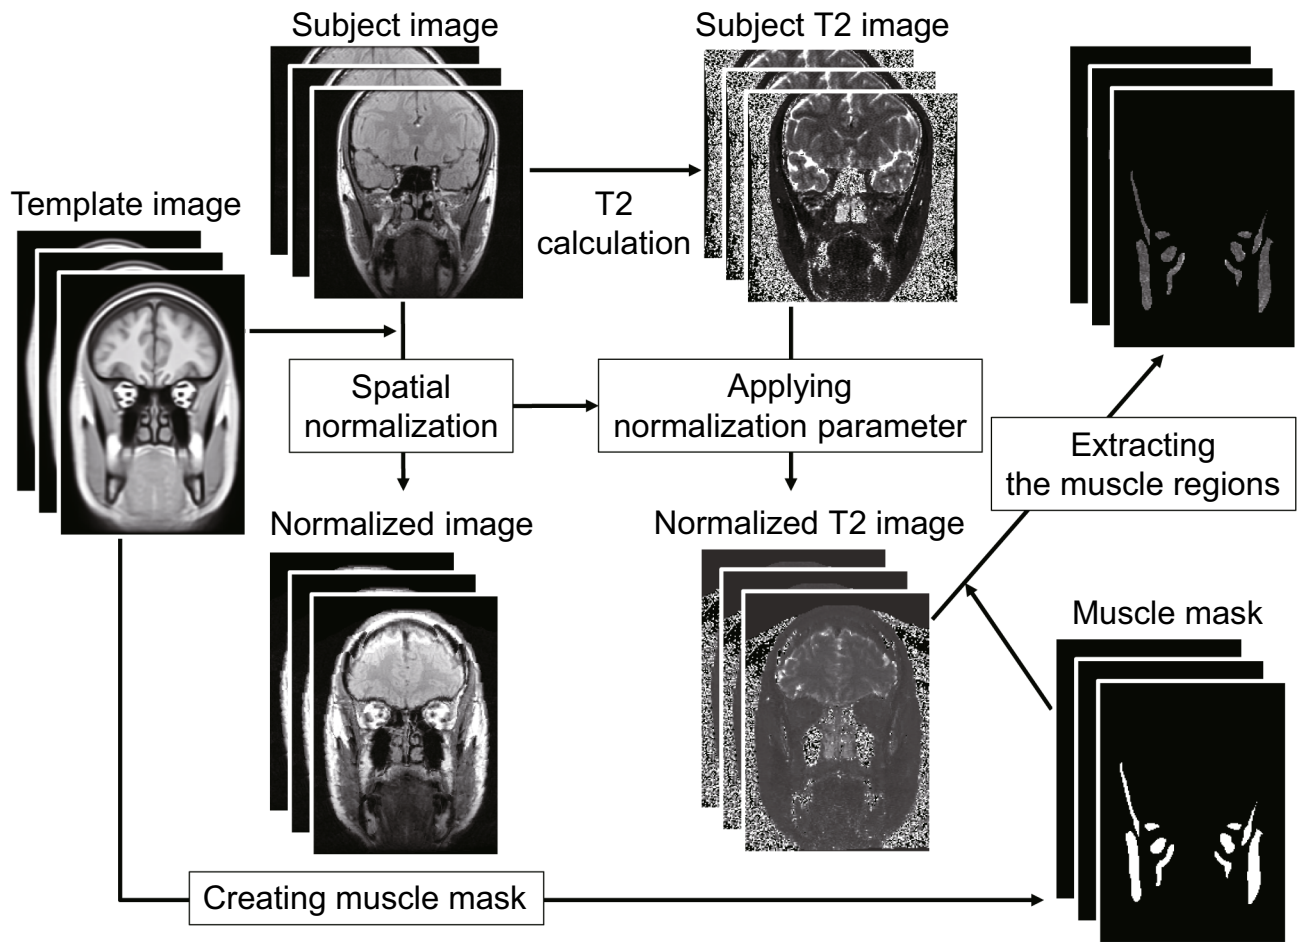 Subject image
Subject T2 image
Template image
T2
calculation
Spatial
normalization
Applying
normalization parameter
Extracting
the muscle regions
Normalized image
Normalized T2 image
Muscle mask
Creating muscle mask